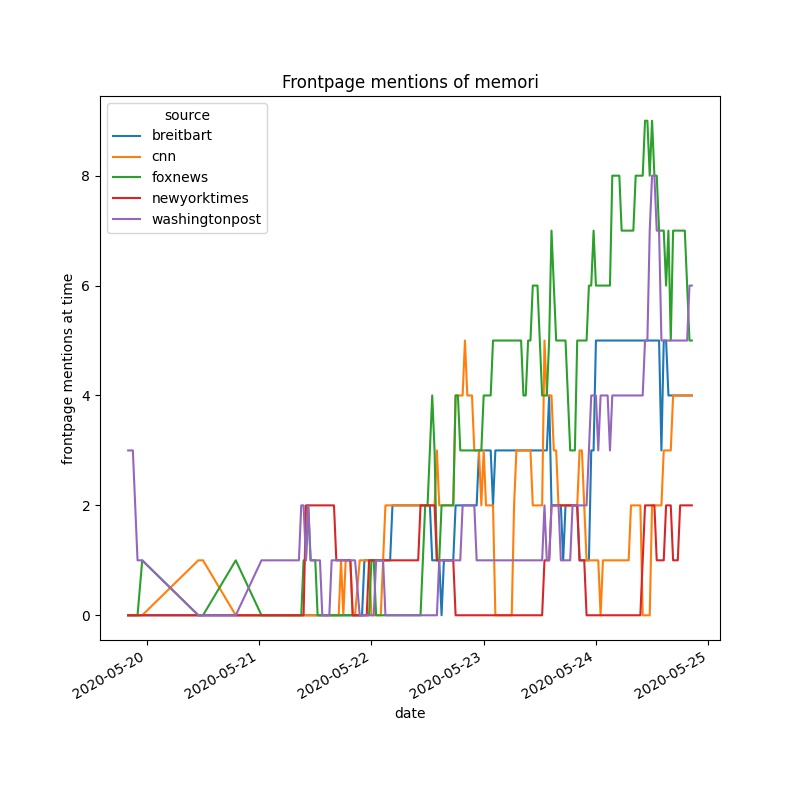 Frontpage mentions of memori
source
breitbart
cnn
foxnews
newyorktimes
washingtonpost
frontpage mentions at time
8
6
4
2
0
2020-05-20
2020-05-21
2020-05-22
2020-05-23
2020-05-24
2020-05-25
date